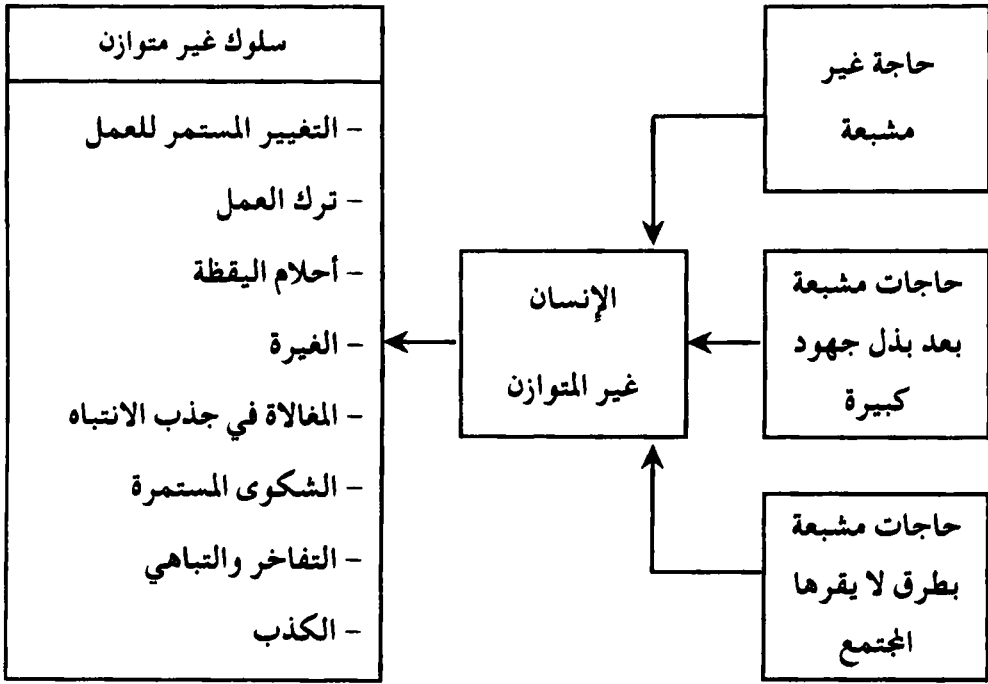 حاجة غير
مشبعة
حاجات مشبعة
بعد بذل جهود
كبيرة
حاجات مشبعة
بطرق لا يقرها
المجتمع
الإنسان
غير المتوازن
سلوك غير متوازن
- التغيير المستمر للعمل
- ترك العمل
- أحلام اليقظة
- الغيرة
- المغالاة في جذب الانتباه
- الشكوى المستمرة
- التفاخر والتباهي
- الكذب